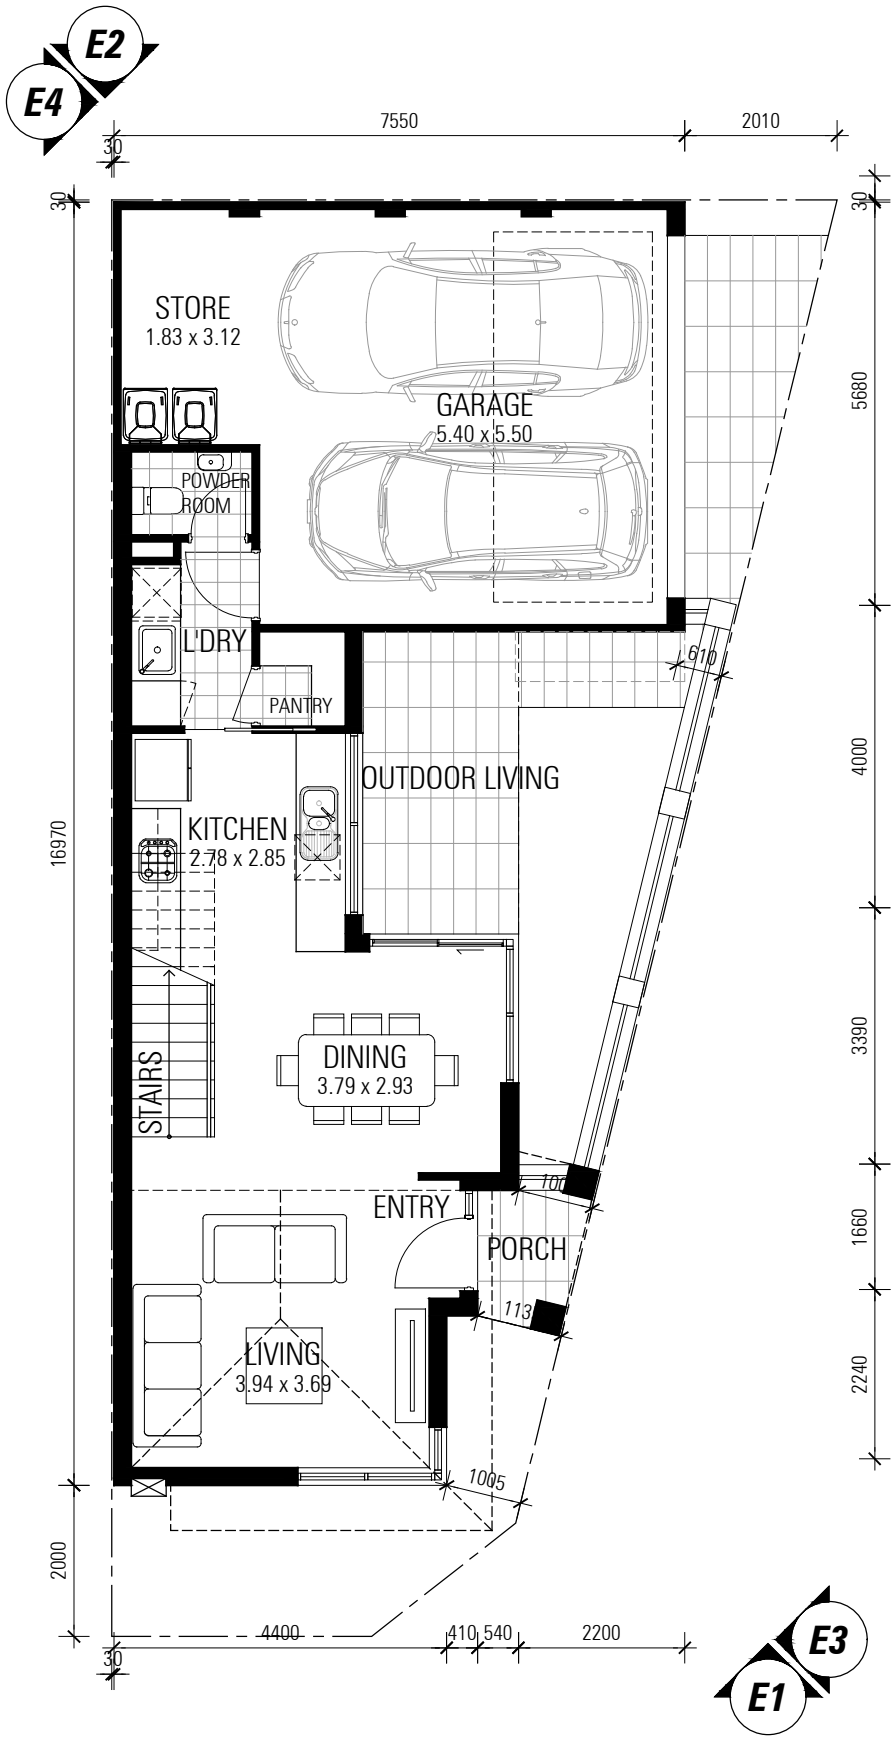 E2
E4
7550
2010
30
30
30
STORE
1.83 x 3.12
GARAGE
5.40 x 5.50
5680
POWDER
ROOM
L'DRY
PANTRY
610
OUTDOOR LIVING
4000
KITCHEN
2.78 x 2.85
16970
STAIRS
DINING
3.79 x 2.93
3390
ENTRY
PORCH
1660
113
LIVING
3.94 x 3.69
2240
1005
2000
4400
410
540
2200
30
E3
E1